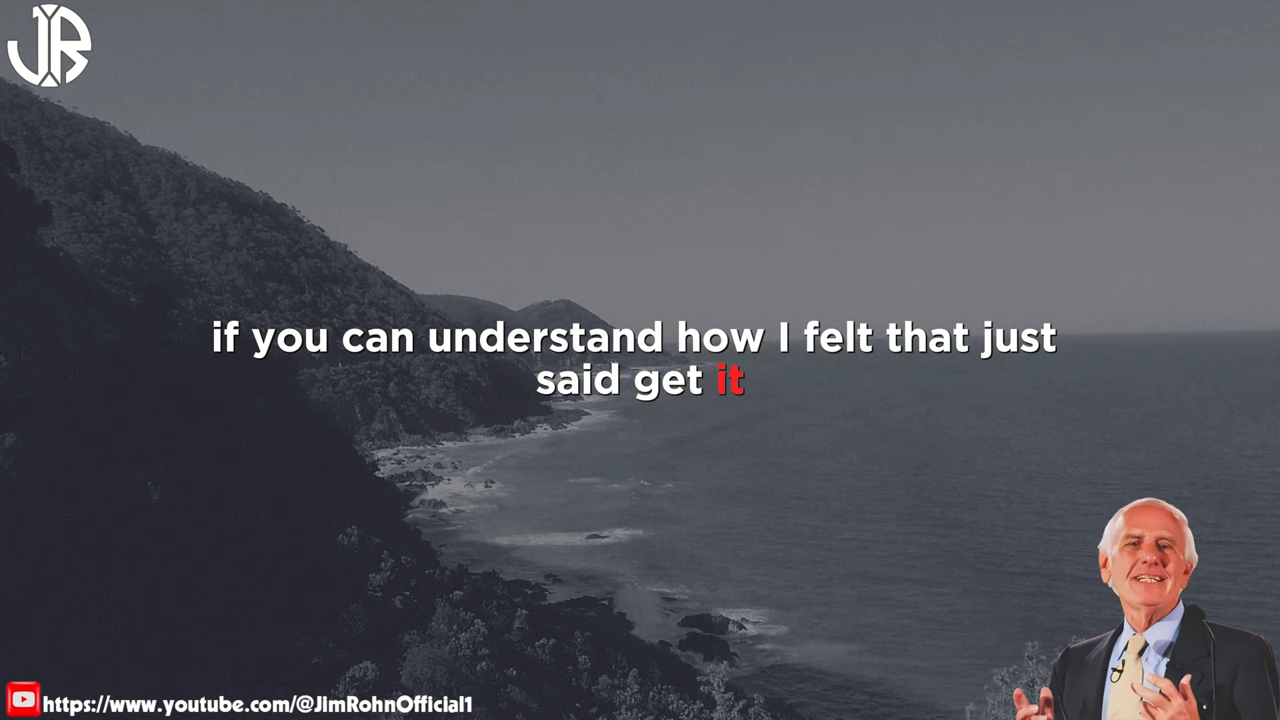 JR
if you can understand how I felt that just
said get it
https://www.youtube.com/@JimRohnOfficial1